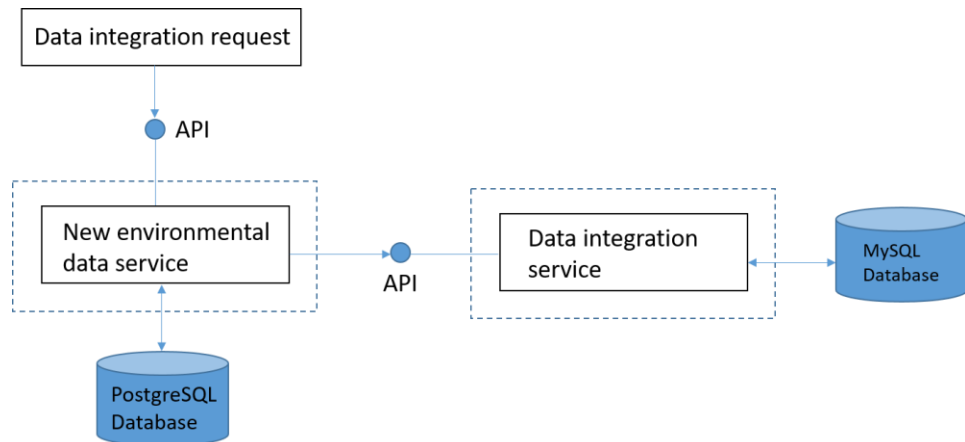 Data integration request
API
New environmental
data service
API
Data integration
service
MySQL
Database
PostgreSQL
Database